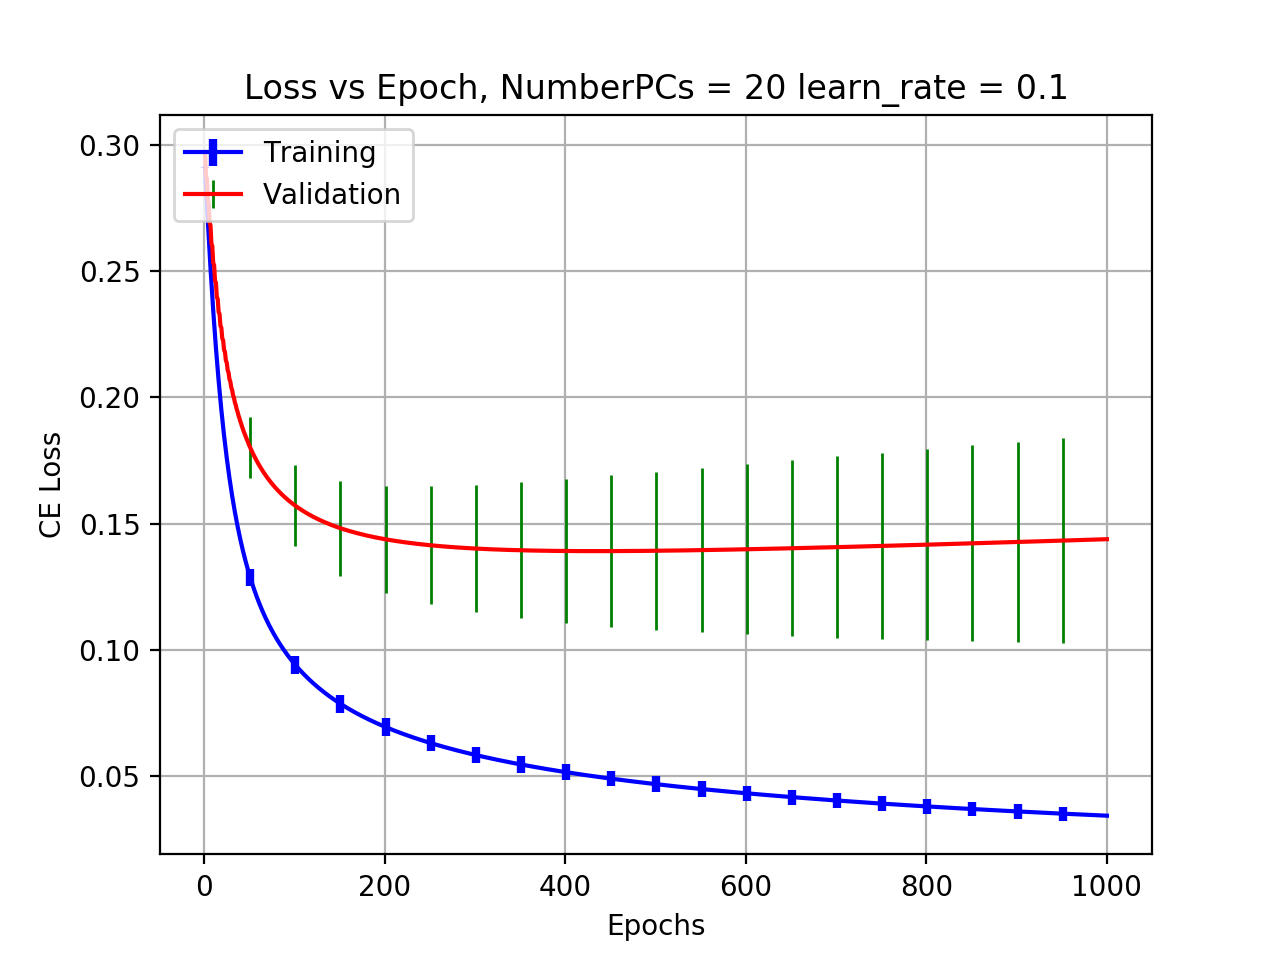 Loss vs Epoch, NumberPCs = 20 learn_rate = 0.1
Training
Validation
0.30
0.25
0.20
0.15
0.10
0.05
CE Loss
0 200 400 600 800 1000
Epochs